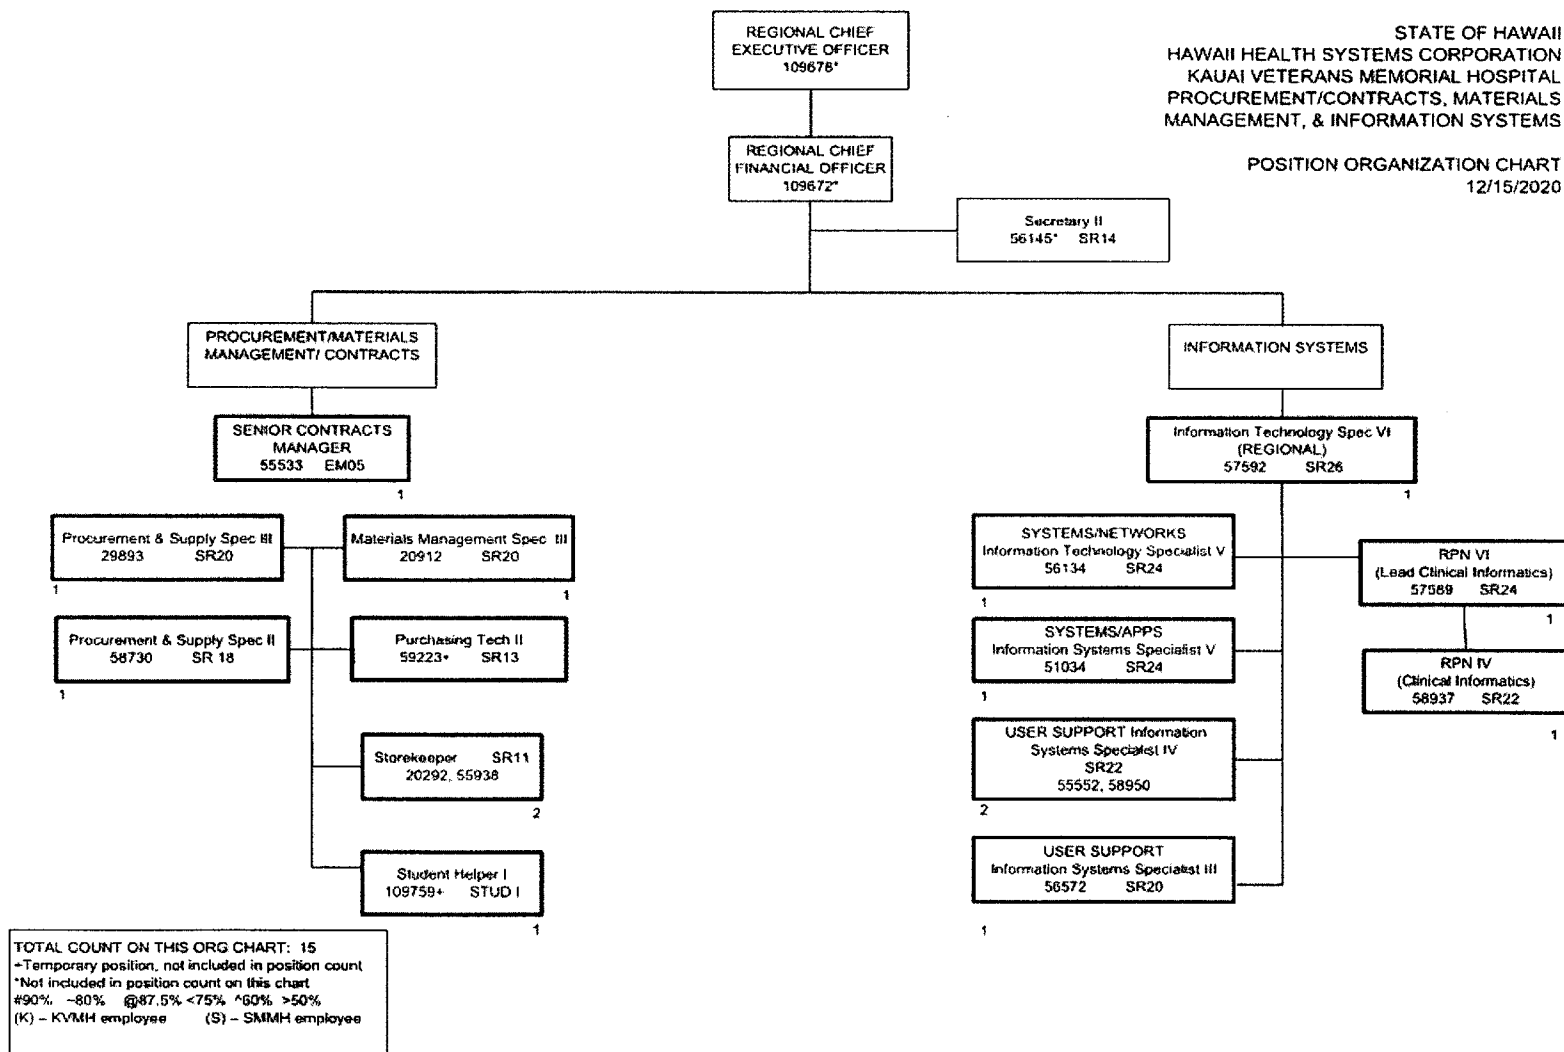 STATE OF HAWAII
HAWAII HEALTH SYSTEMS CORPORATION
KAUAI VETERANS MEMORIAL HOSPITAL
PROCUREMENT/CONTRACTS, MATERIALS
MANAGEMENT, & INFORMATION SYSTEMS
POSITION ORGANIZATION CHART
12/15/2020
REGIONAL CHIEF
EXECUTIVE OFFICER
109678*
REGIONAL CHIEF
FINANCIAL OFFICER
109672*
Secretary II
56145* SR14
PROCUREMENT/MATERIALS
MANAGEMENT/ CONTRACTS
SENIOR CONTRACTS
MANAGER
55533 EM05
1
Procurement & Supply Spec III
29893 SR20
1
Materials Management Spec III
20912 SR20
1
Procurement & Supply Spec II
58730 SR 18
1
Purchasing Tech II
59223+ SR13
Storekeeper SR11
20292, 55938
2
Student Helper I
109759+ STUD I
1
INFORMATION SYSTEMS
Information Technology Spec VI
(REGIONAL)
57592 SR26
1
SYSTEMS/NETWORKS
Information Technology Specialist V
56134 SR24
1
RPN VI
(Lead Clinical Informatics)
57589 SR24
1
SYSTEMS/APPS
Information Systems Specialist V
51034 SR24
1
RPN IV
(Clinical Informatics)
58937 SR22
1
USER SUPPORT Information
Systems Specialist IV
SR22
55552, 58950
2
USER SUPPORT
Information Systems Specialist III
56572 SR20
1
TOTAL COUNT ON THIS ORG CHART: 15
+Temporary position, not included in position count
*Not included in position count on this chart
#90% ~80% @87.5% <75% ^60% >50%
(K) – KVMH employee (S) – SMMH employee